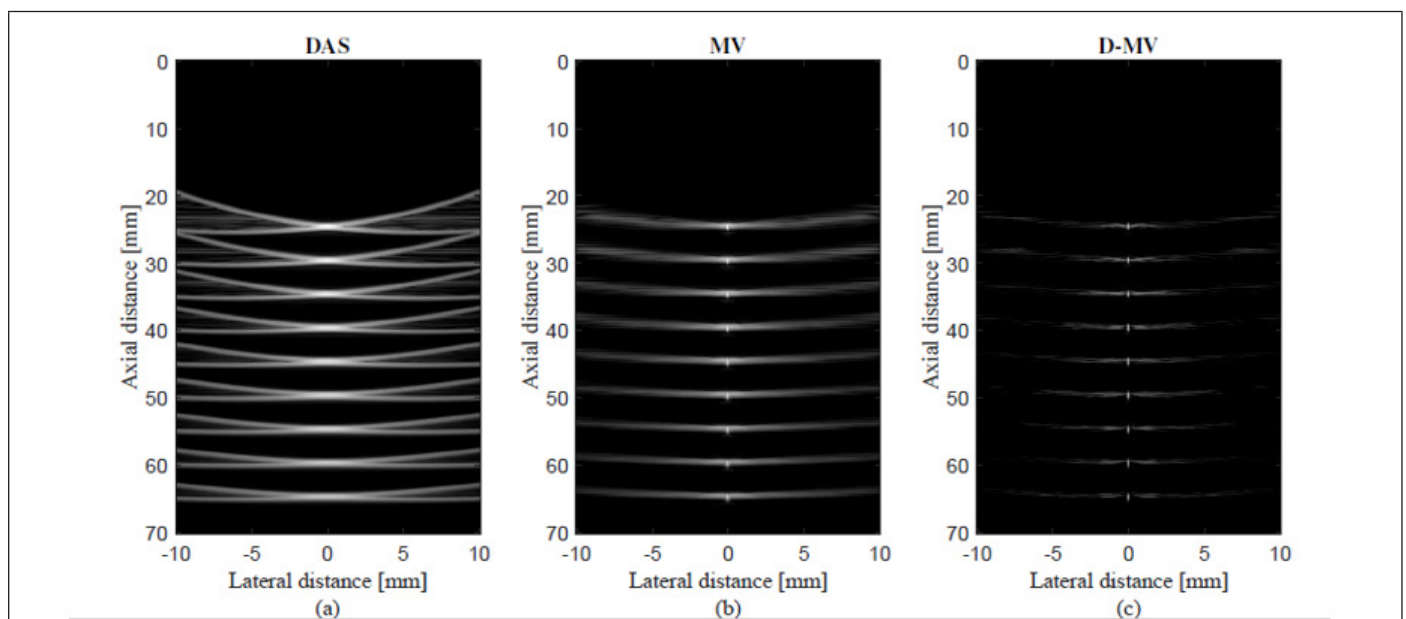 DAS MV D-MV
0 0 0
10 10 10
20 20 20
30 30 30
40 40 40
50 50 50
60 60 60
70 70 70
Axial distance [mm] Axial distance [mm] Axial distance [mm]
-10 -5 0 5 10 -10 -5 0 5 10 -10 -5 0 5 10
Lateral distance [mm] Lateral distance [mm] Lateral distance [mm]
(a) (b) (c)